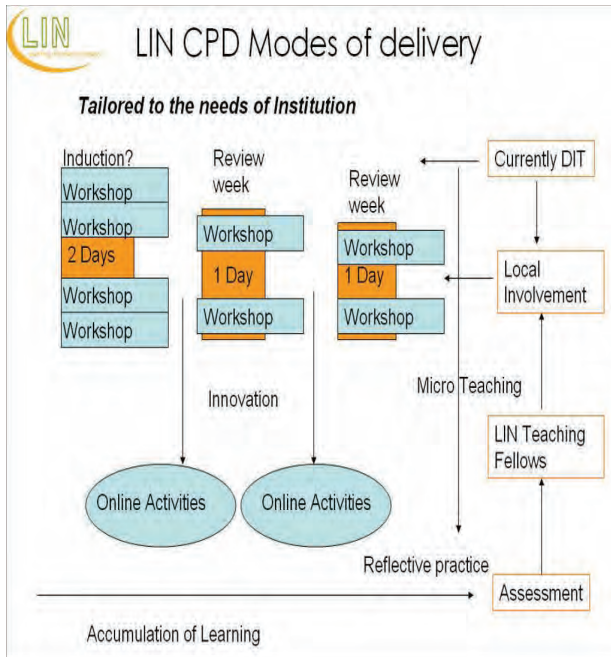 LIN
LIN CPD Modes of delivery
Tailored to the needs of Institution
Induction?
Workshop
Workshop
2 Days
Workshop
Workshop
Review
week
Workshop
1 Day
Workshop
Review
week
Workshop
1 Day
Workshop
Currently DIT
Local
Involvement
LIN Teaching
Fellows
Assessment
Innovation
Micro Teaching
Online Activities
Online Activities
Reflective practice
Accumulation of Learning